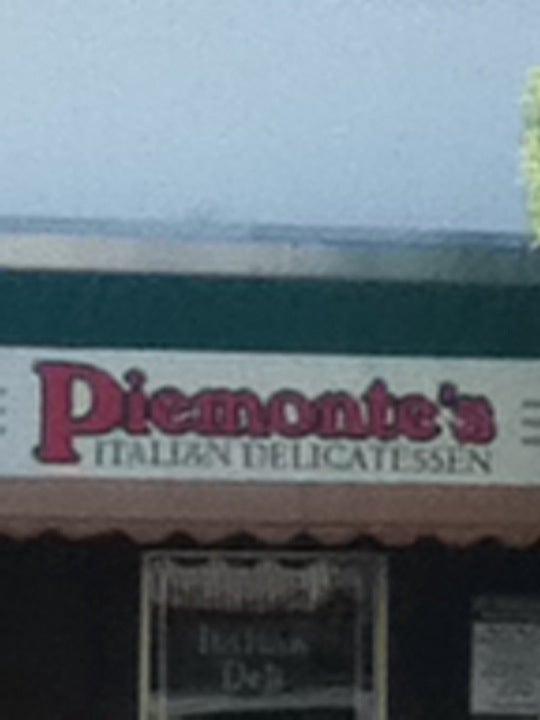 Piemonte's
ITALIAN DELICATESSEN
ITALIAN
Deli